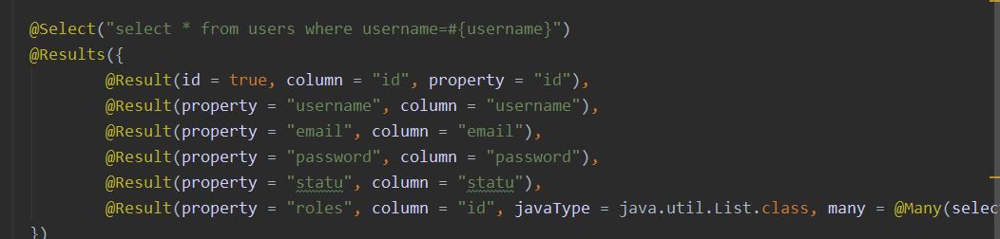 @Select("select * from users where username=#{username}")
@Results({
@Result(id = true, column = "id", property = "id"),
@Result(property = "username", column = "username"),
@Result(property = "email", column = "email"),
@Result(property = "password", column = "password"),
@Result(property = "statu", column = "statu"),
@Result(property = "roles", column = "id", javaType = java.util.List.class, many = @Many(selec
})